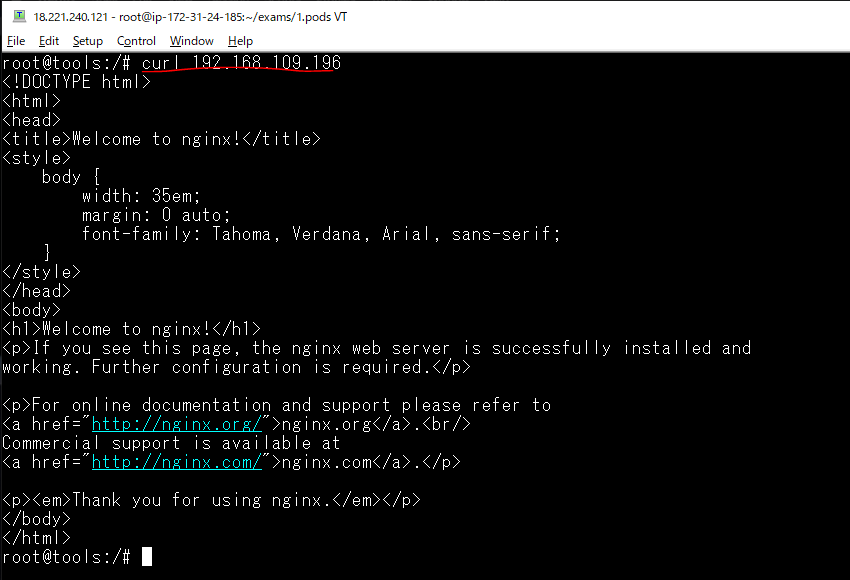 18.221.240.121 - root@ip-172-31-24-185:~/exams/1.pods VT
File Edit Setup Control Window Help
root@tools:/# curl 192.168.109.196
<!DOCTYPE html>
<html>
<head>
<title>Welcome to nginx!</title>
<style>
    body {
        width: 35em;
        margin: 0 auto;
        font-family: Tahoma, Verdana, Arial, sans-serif;
    }
</style>
</head>
<body>
<h1>Welcome to nginx!</h1>
<p>If you see this page, the nginx web server is successfully installed and
working. Further configuration is required.</p>

<p>For online documentation and support please refer to
<a href="http://nginx.org/">nginx.org</a>.<br/>
Commercial support is available at
<a href="http://nginx.com/">nginx.com</a>.</p>

<p><em>Thank you for using nginx.</em></p>
</body>
</html>
root@tools:/#